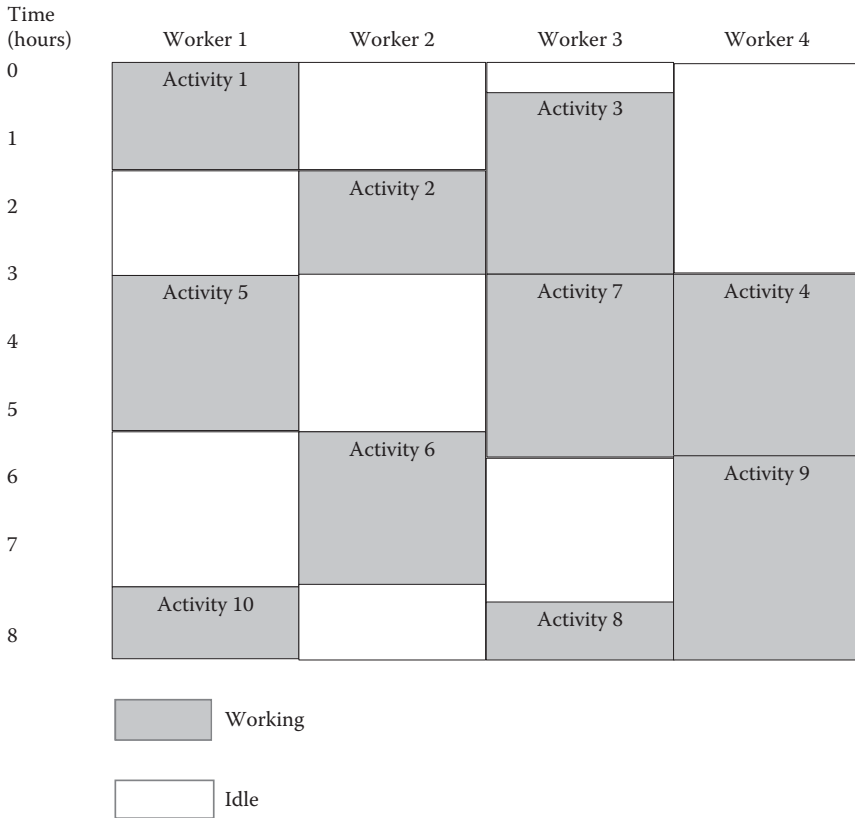 Time
(hours) Worker 1 Worker 2 Worker 3 Worker 4
0 Activity 1
Activity 3
1
Activity 2
2
3
Activity 5 Activity 7 Activity 4
4
5
Activity 6
6 Activity 9
7
Activity 10
Activity 8
8
Working
Idle